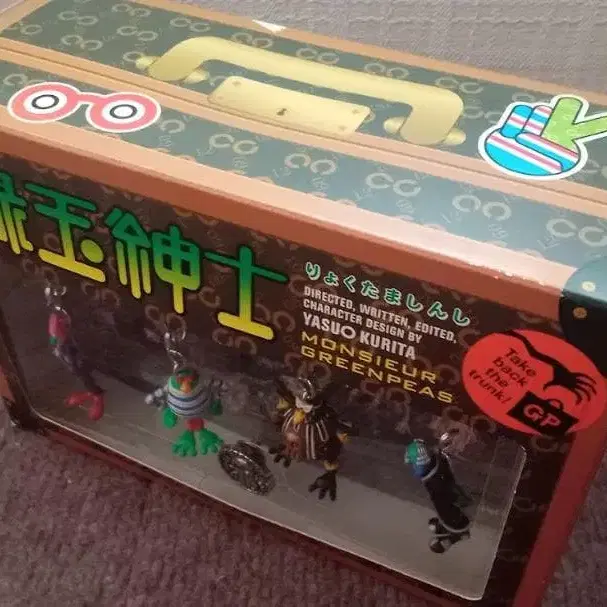 緑玉紳士
りょくたましんし
DIRECTED, WRITTEN, EDITED,
CHARACTER DESIGN BY
YASUO KURITA
MONSIEUR
GREENPEAS
Take
back
the
trunk!
GP